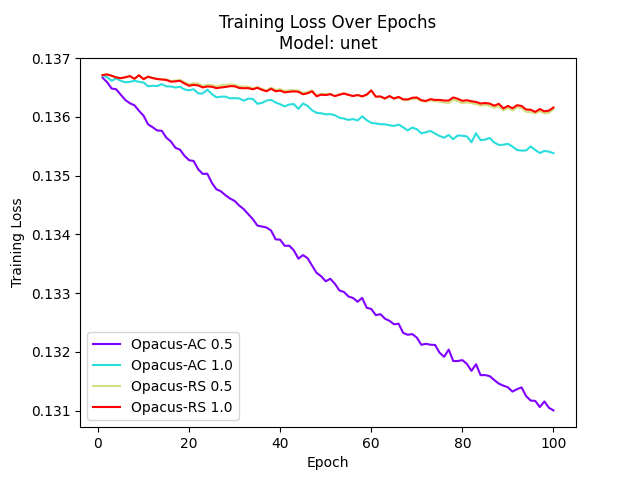 Training Loss Over Epochs
Model: unet
0.137
0.136
0.135
0.134
0.133
0.132
0.131
Training Loss
Opacus-AC 0.5
Opacus-AC 1.0
Opacus-RS 0.5
Opacus-RS 1.0
0 20 40 60 80 100
Epoch